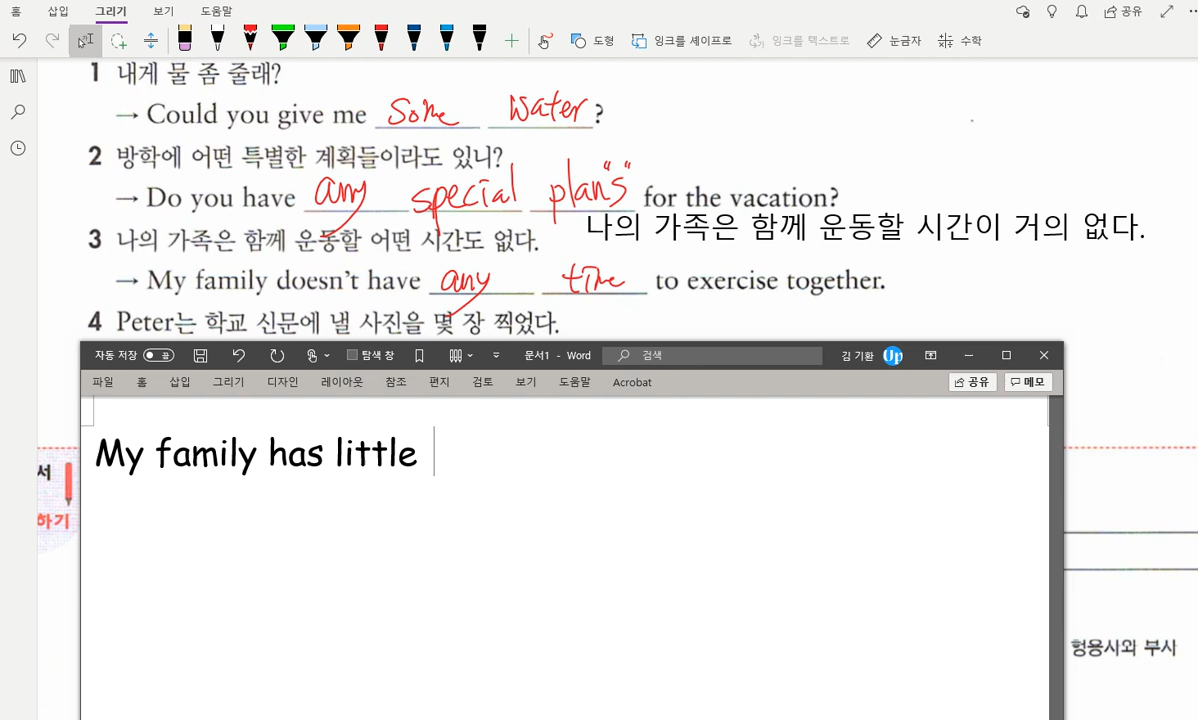 홈 삽입 그리기 보기 도움말 공유
도형 잉크를 셰이프로 잉크를 텍스트로 눈금자 수학
1 내게 물 좀 줄래?
→ Could you give me some water?
2 방학에 어떤 특별한 계획들이라도 있니?
→ Do you have any special plan"s" for the vacation?
나의 가족은 함께 운동할 시간이 거의 없다.
3 나의 가족은 함께 운동할 어떤 시간도 없다.
→ My family doesn't have any time to exercise together.
4 Peter는 학교 신문에 낼 사진을 몇 장 찍었다.
자동 저장 끔 탐색 창 문서1 - Word 검색 김 기환 Up
파일 홈 삽입 그리기 디자인 레이아웃 참조 편지 검토 보기 도움말 Acrobat 공유 메모
My family has little
서
하기
형용사와 부사